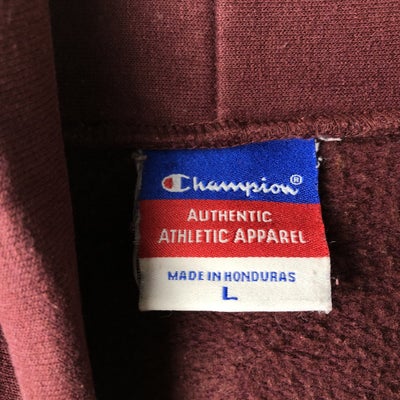 Champion®
AUTHENTIC
ATHLETIC APPAREL
MADE IN HONDURAS
L